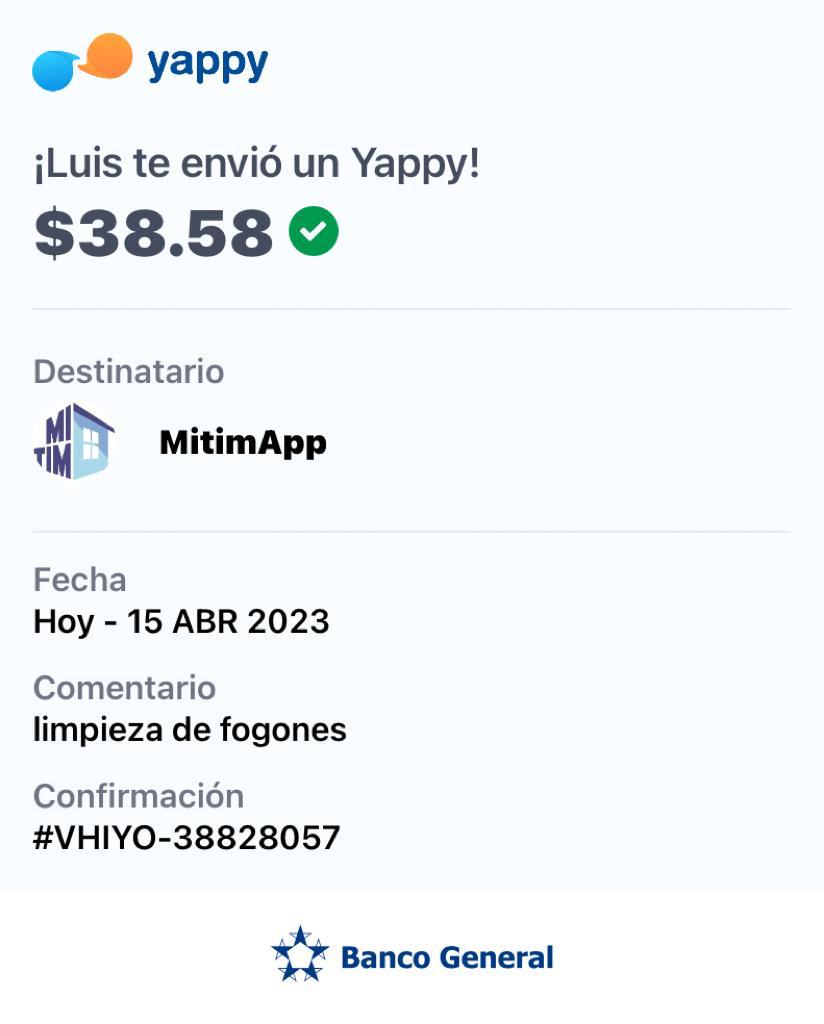 yappy
¡Luis te envió un Yappy!
$38.58
Destinatario
MI
TIM
MitimApp
Fecha
Hoy - 15 ABR 2023
Comentario
limpieza de fogones
Confirmación
#VHIYO-38828057
Banco General